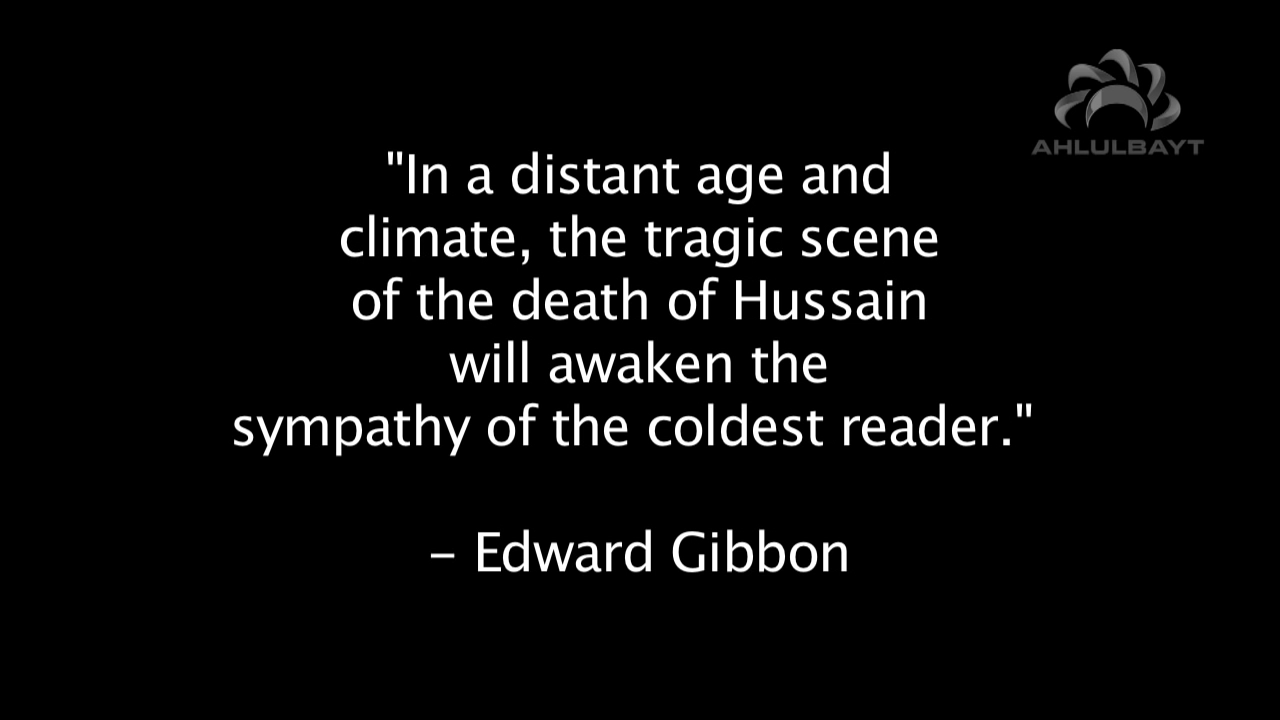 AHLULBAYT
"In a distant age and
climate, the tragic scene
of the death of Hussain
will awaken the
sympathy of the coldest reader."
– Edward Gibbon